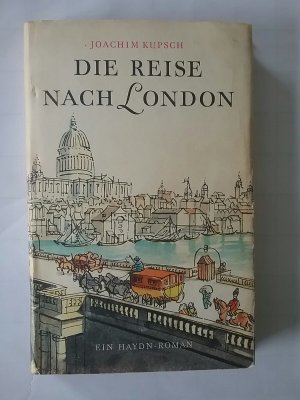 JOACHIM KUPSCH
DIE REISE
NACH LONDON
EIN HAYDN-ROMAN